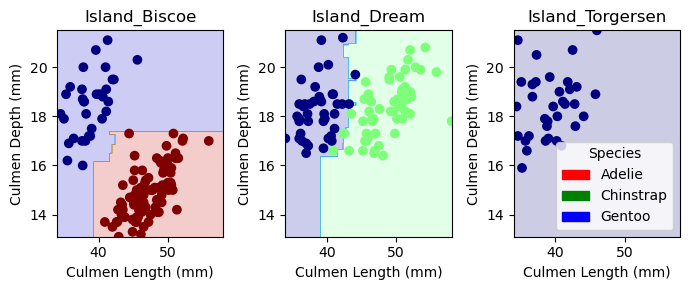 Island_Biscoe
Island_Dream
Island_Torgersen
Culmen Depth (mm)
20
18
16
14
40
50
Culmen Length (mm)
Culmen Depth (mm)
20
18
16
14
40
50
Culmen Length (mm)
Culmen Depth (mm)
20
18
16
14
40
50
Culmen Length (mm)
Species
Adelie
Chinstrap
Gentoo